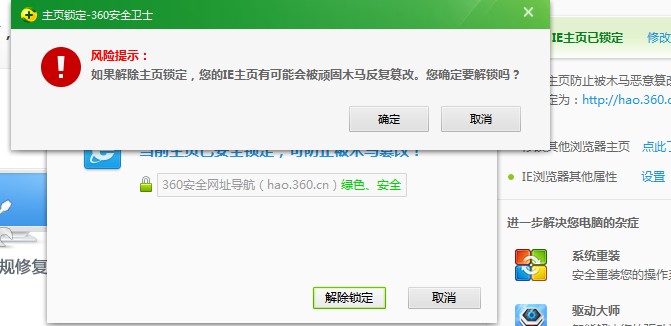 主页锁定-360安全卫士
风险提示：
如果解除主页锁定，您的IE主页有可能会被顽固木马反复篡改。您确定要解锁吗？
确定
取消
当前主页已安全锁定，可防止被木马篡改！
360安全网址导航（hao.360.cn）绿色、安全
解除锁定
取消
规修复
IE主页已锁定
修改
主页防止被木马恶意篡改
定为：http://hao.360.c
修改其他浏览器主页
点此了
IE浏览器其他属性
设置
进一步解决您电脑的杂症
系统重装
安全重装您的操作系
驱动大师